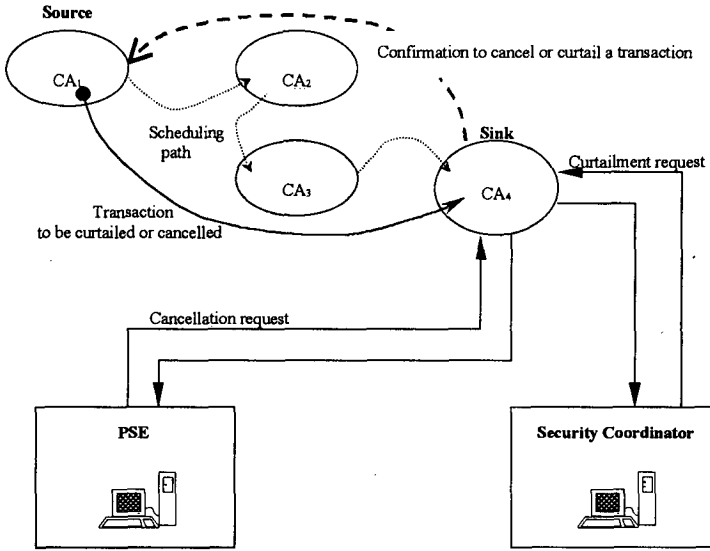 Source
Confirmation to cancel or curtail a transaction
CA₁
CA₂
Scheduling
path
Sink
Curtailment request
CA₃
CA₄
Transaction
to be curtailed or cancelled
Cancellation request
PSE
Security Coordinator